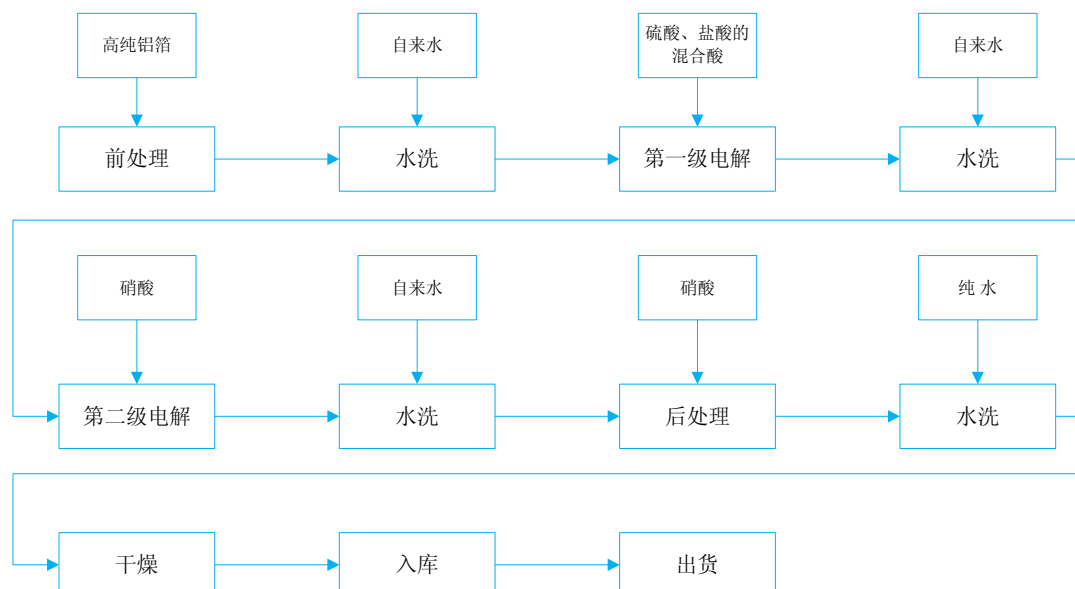 高纯铝箔
自来水
硫酸、盐酸的
混合酸
自来水
前处理
水洗
第一级电解
水洗
硝酸
自来水
硝酸
纯 水
第二级电解
水洗
后处理
水洗
干燥
入库
出货